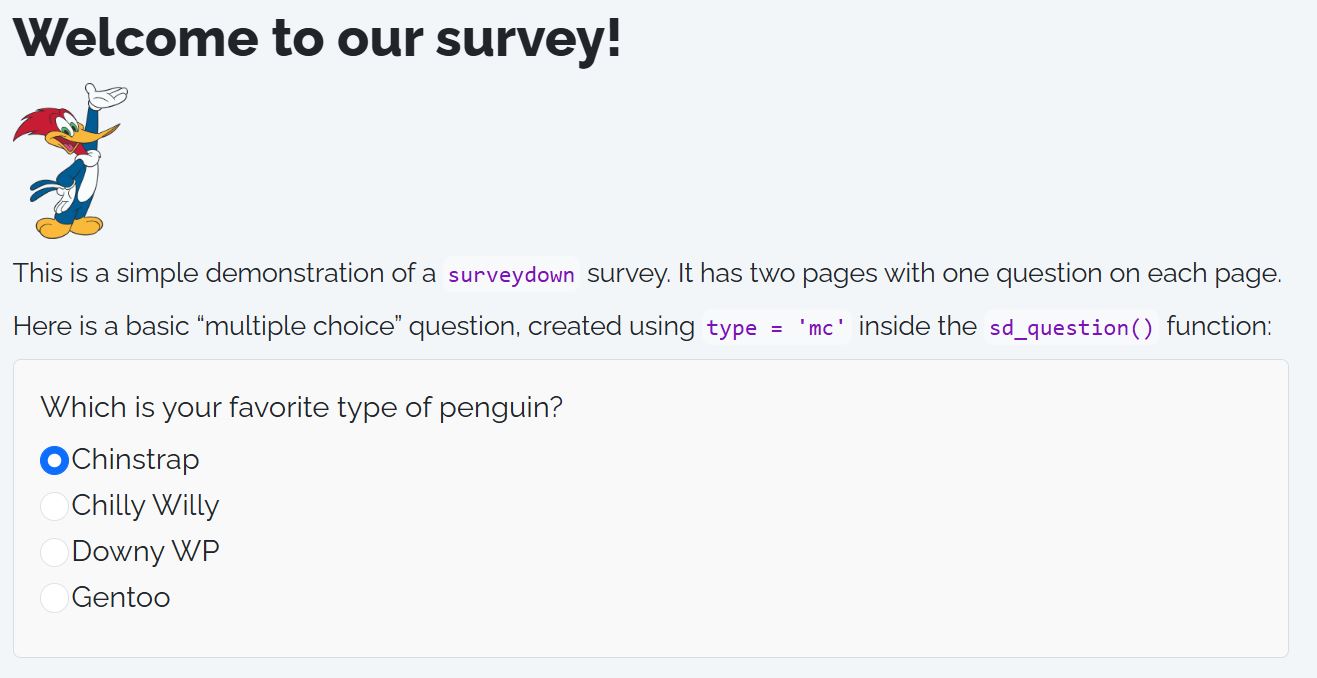 Welcome to our survey!
This is a simple demonstration of a surveydown survey. It has two pages with one question on each page.
Here is a basic “multiple choice” question, created using type = 'mc' inside the sd_question() function:
Which is your favorite type of penguin?
Chinstrap
Chilly Willy
Downy WP
Gentoo